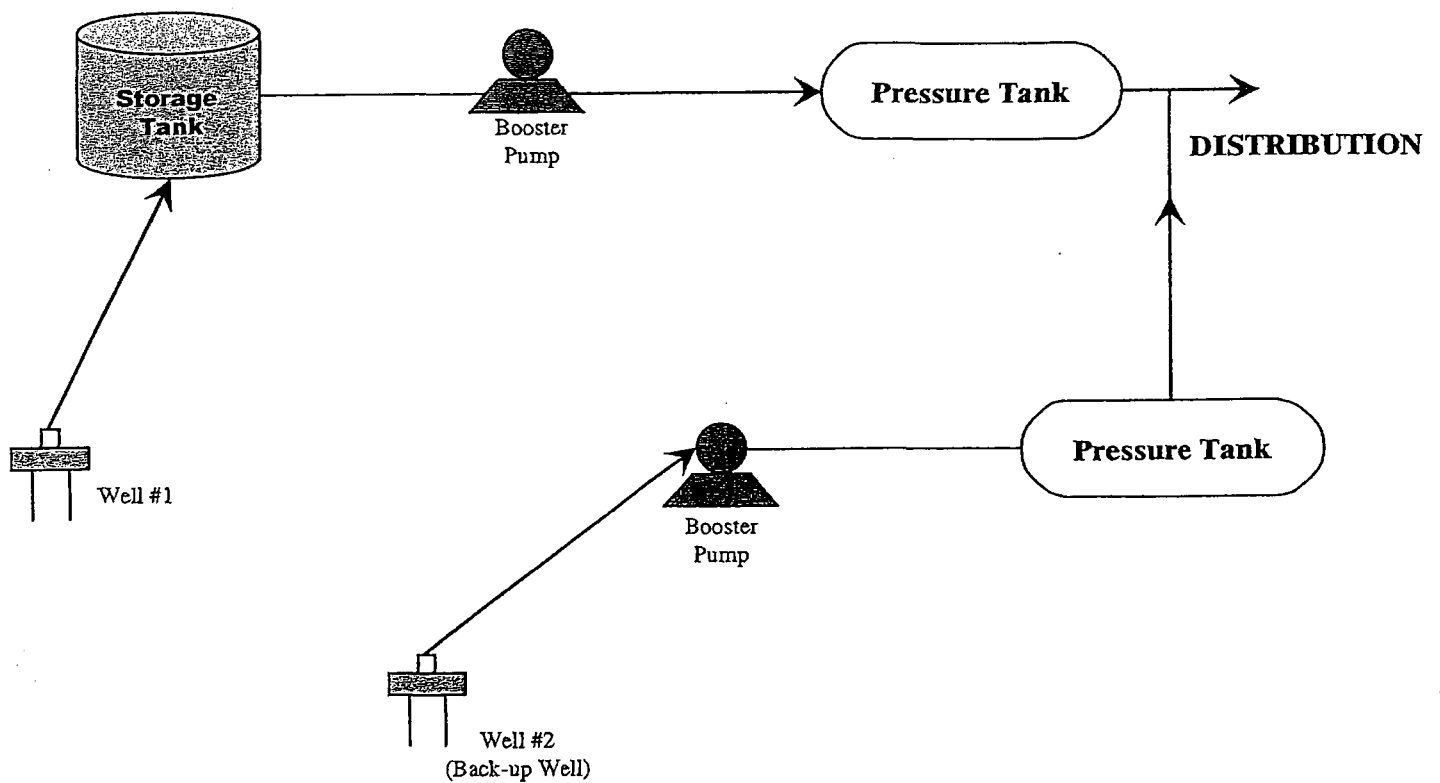 Storage
Tank
Booster
Pump
Pressure Tank
DISTRIBUTION
Well #1
Booster
Pump
Pressure Tank
Well #2
(Back-up Well)